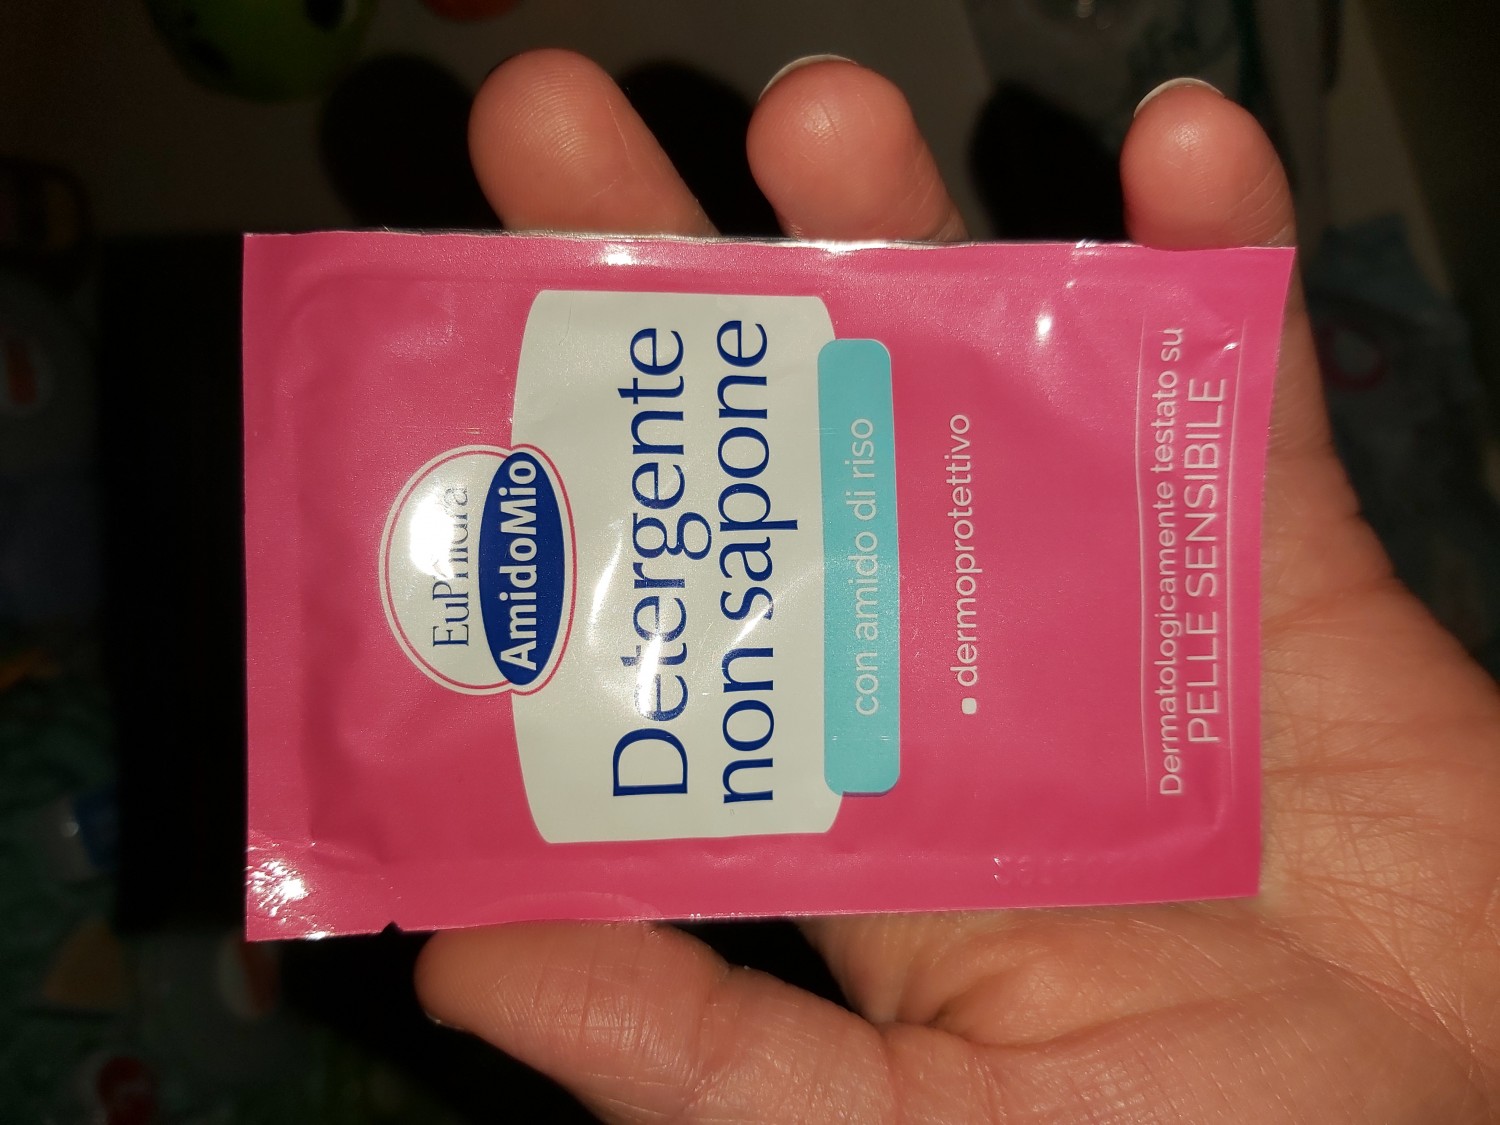 EuPhidra
AmidoMio
Detergente
non sapone
con amido di riso
dermoprotettivo
Dermatologicamente testato su
PELLE SENSIBILE